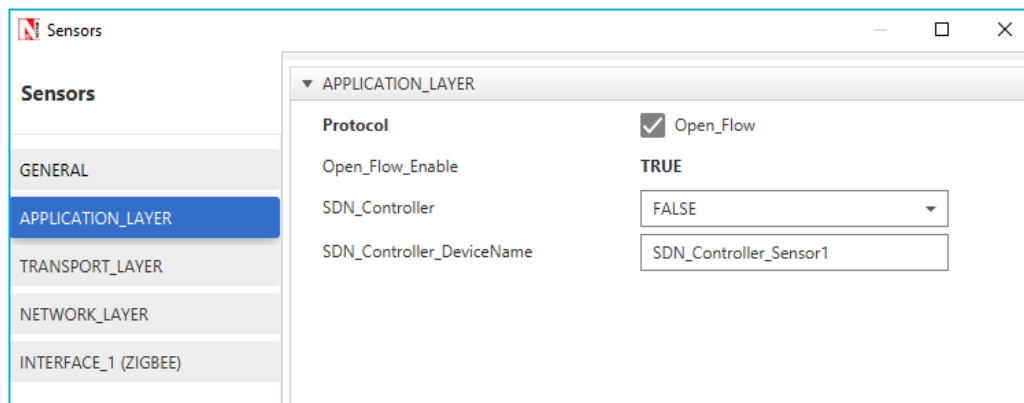 Sensors
Sensors
GENERAL
APPLICATION_LAYER
TRANSPORT_LAYER
NETWORK_LAYER
INTERFACE_1 (ZIGBEE)
APPLICATION_LAYER
Protocol Open_Flow
Open_Flow_Enable TRUE
SDN_Controller FALSE
SDN_Controller_DeviceName SDN_Controller_Sensor1